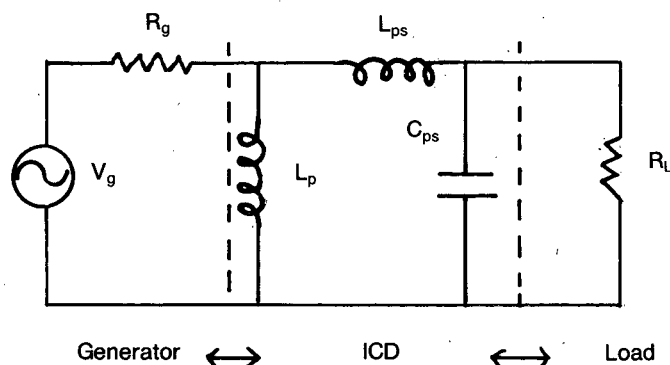 R_g
L_ps
C_ps
V_g
L_p
R_L
Generator ICD Load